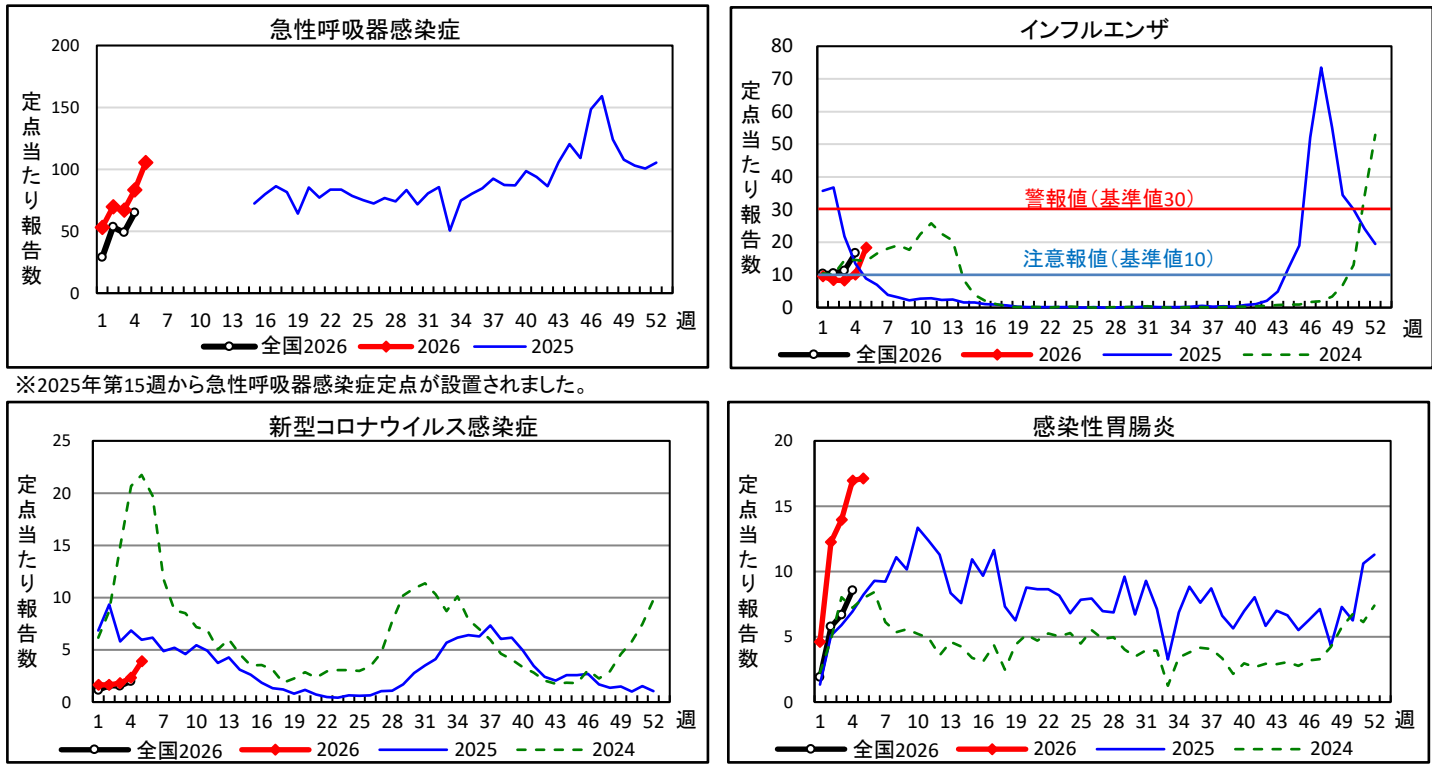 急性呼吸器感染症
200
150
100
50
0
定点当たり報告数
1 4 7 10 13 16 19 22 25 28 31 34 37 40 43 46 49 52 週
全国2026 2026 2025
※2025年第15週から急性呼吸器感染症定点が設置されました。
インフルエンザ
80
70
60
50
40
30
20
10
0
定点当たり報告数
警報値(基準値30)
注意報値(基準値10)
1 4 7 10 13 16 19 22 25 28 31 34 37 40 43 46 49 52 週
全国2026 2026 2025 2024
新型コロナウイルス感染症
25
20
15
10
5
0
定点当たり報告数
1 4 7 10 13 16 19 22 25 28 31 34 37 40 43 46 49 52 週
全国2026 2026 2025 2024
感染性胃腸炎
20
15
10
5
0
定点当たり報告数
1 4 7 10 13 16 19 22 25 28 31 34 37 40 43 46 49 52 週
全国2026 2026 2025 2024